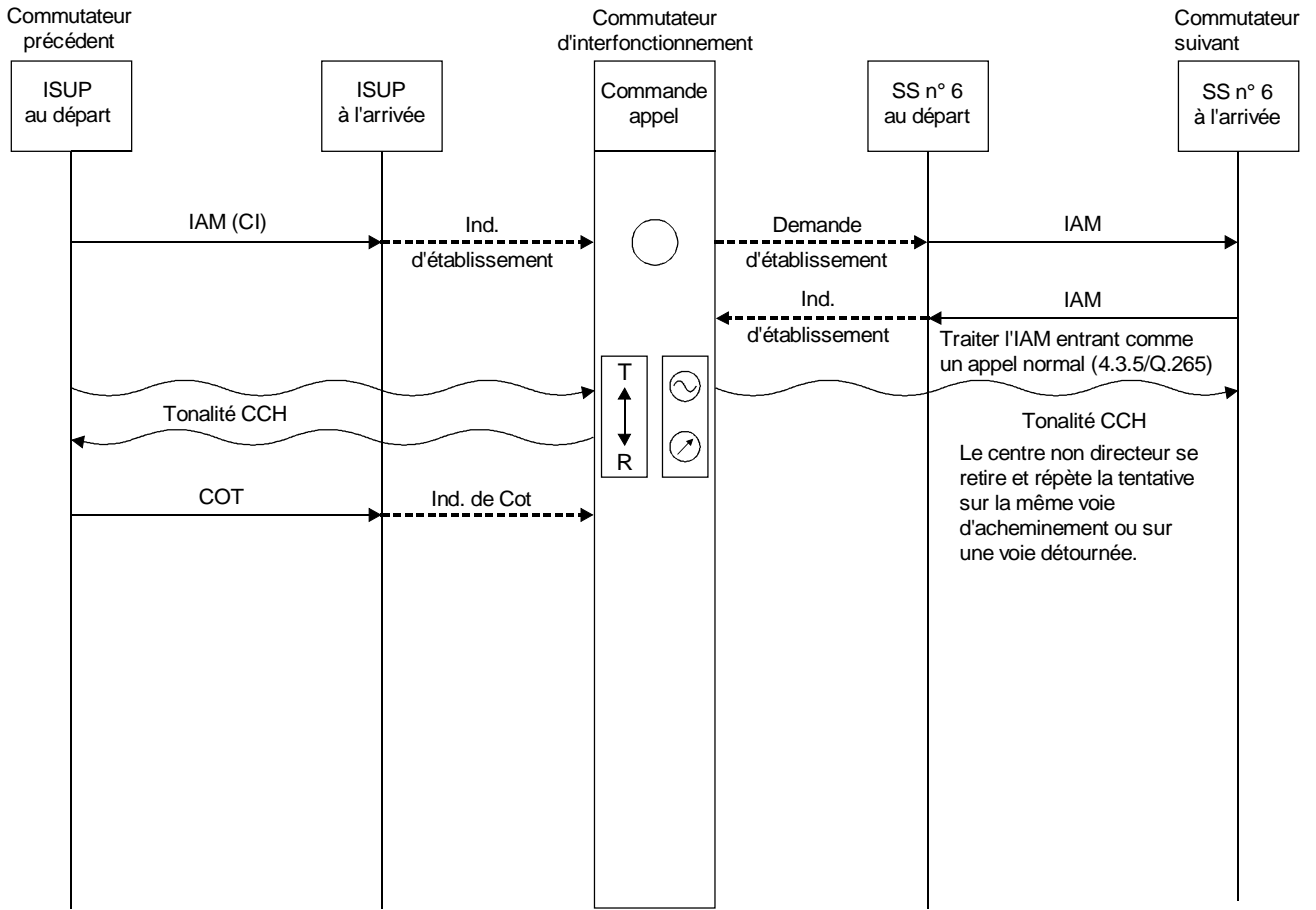 Commutateur
précédent
Commutateur
d'interfonctionnement
Commutateur
suivant
ISUP
au départ
ISUP
à l'arrivée
Commande
appel
SS n° 6
au départ
SS n° 6
à l'arrivée
IAM (CI)
Ind.
d'établissement
Demande
d'établissement
IAM
Ind.
d'établissement
IAM
Traiter l'IAM entrant comme
un appel normal (4.3.5/Q.265)
T
R
Tonalité CCH
Tonalité CCH
Le centre non directeur se
retire et répète la tentative
sur la même voie
d'acheminement ou sur
une voie détournée.
COT
Ind. de Cot